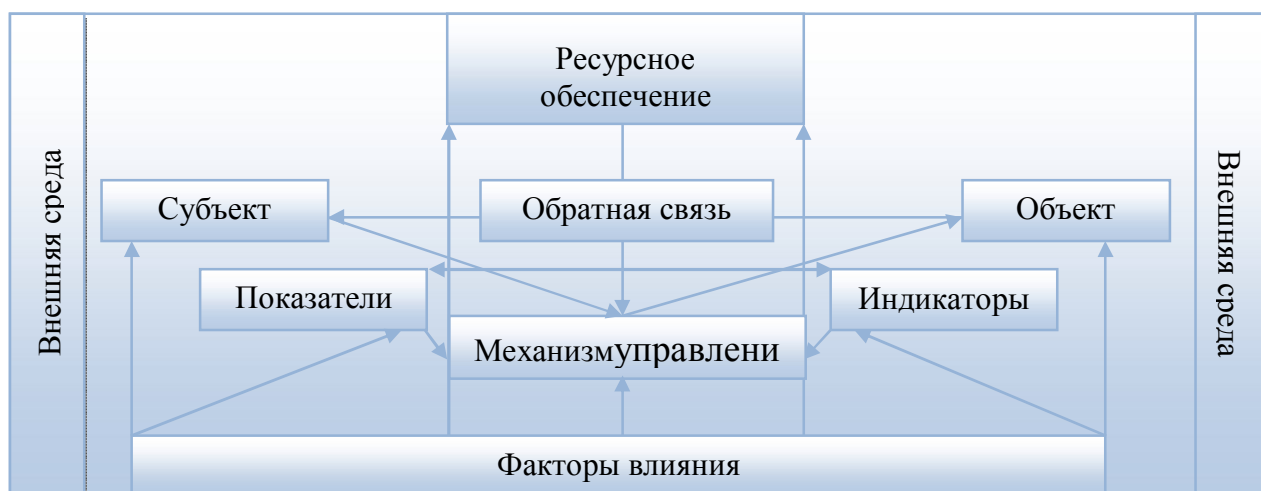 Внешняя среда
Ресурсное
обеспечение
Внешняя среда
Субъект
Обратная связь
Объект
Показатели
Индикаторы
Механизмуправлени
Факторы влияния